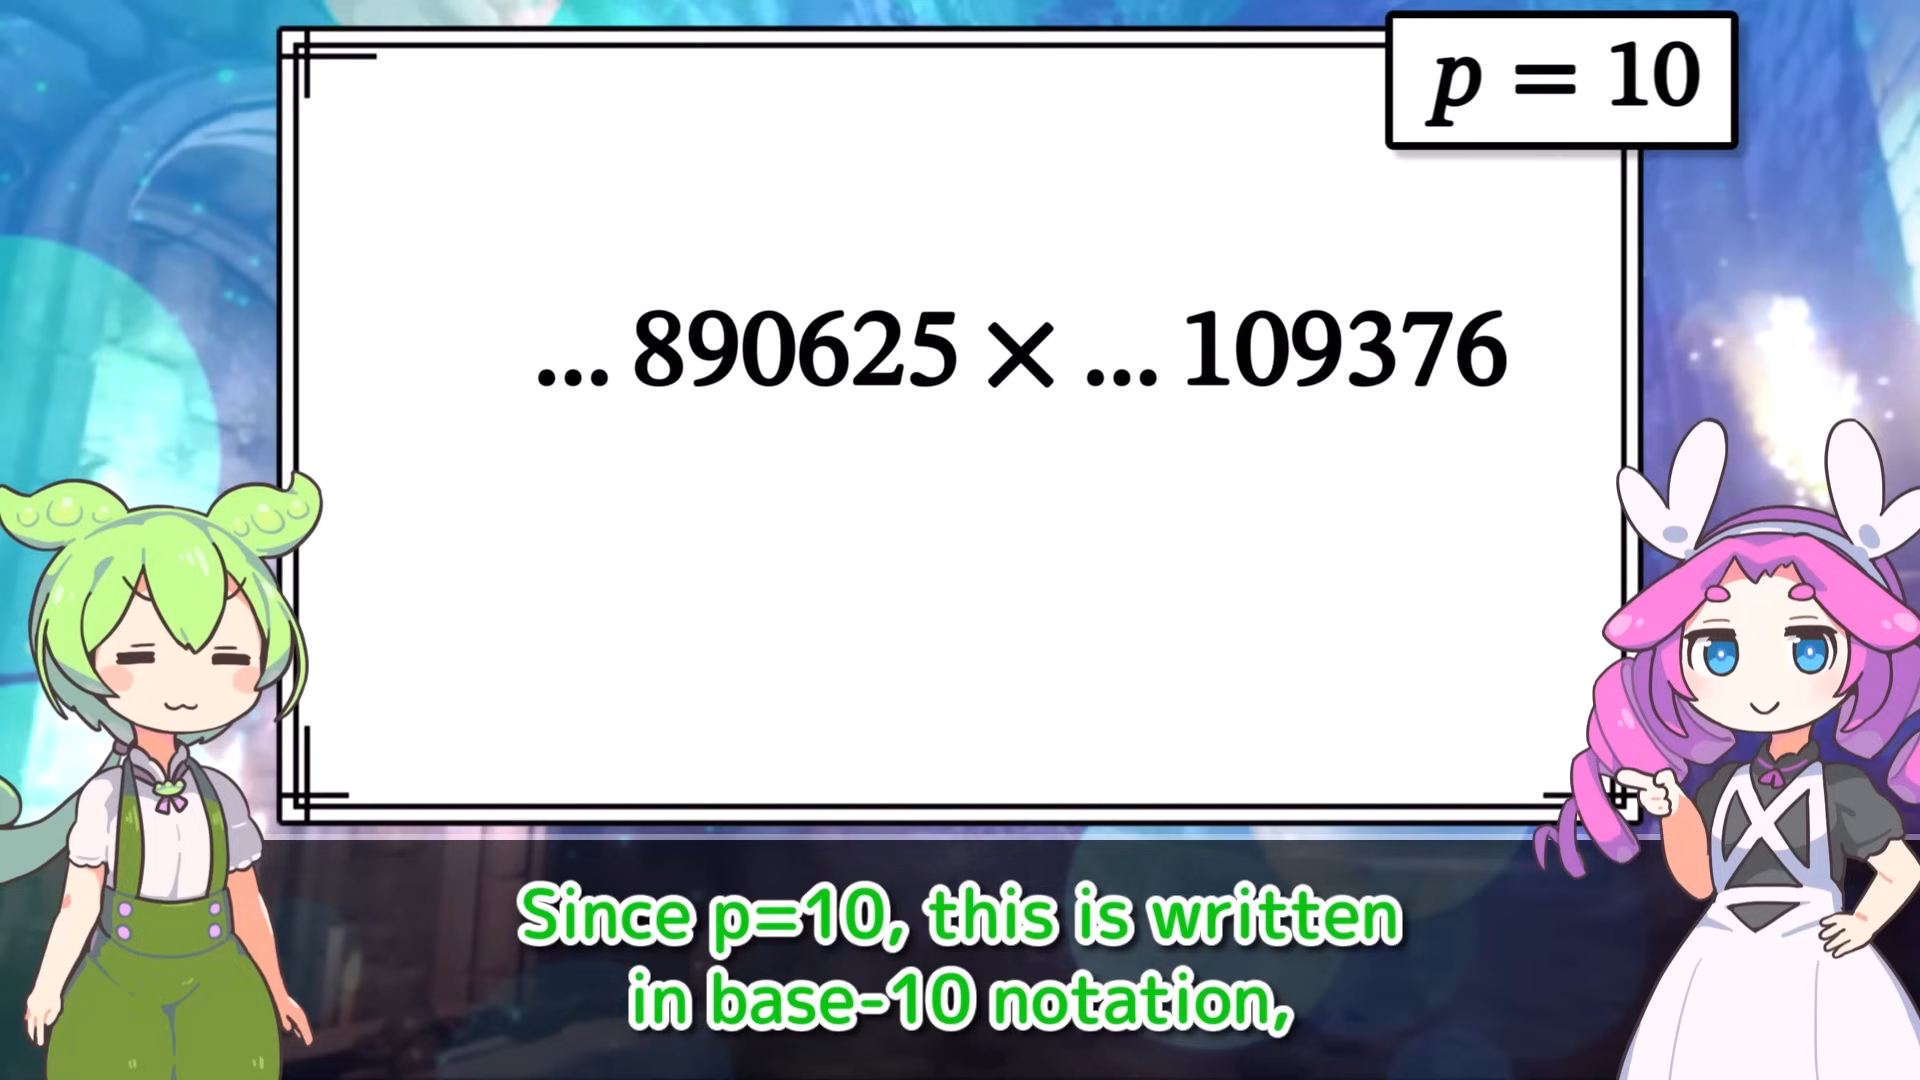 p = 10
... 890625 × ... 109376
Since p=10, this is written
in base-10 notation,